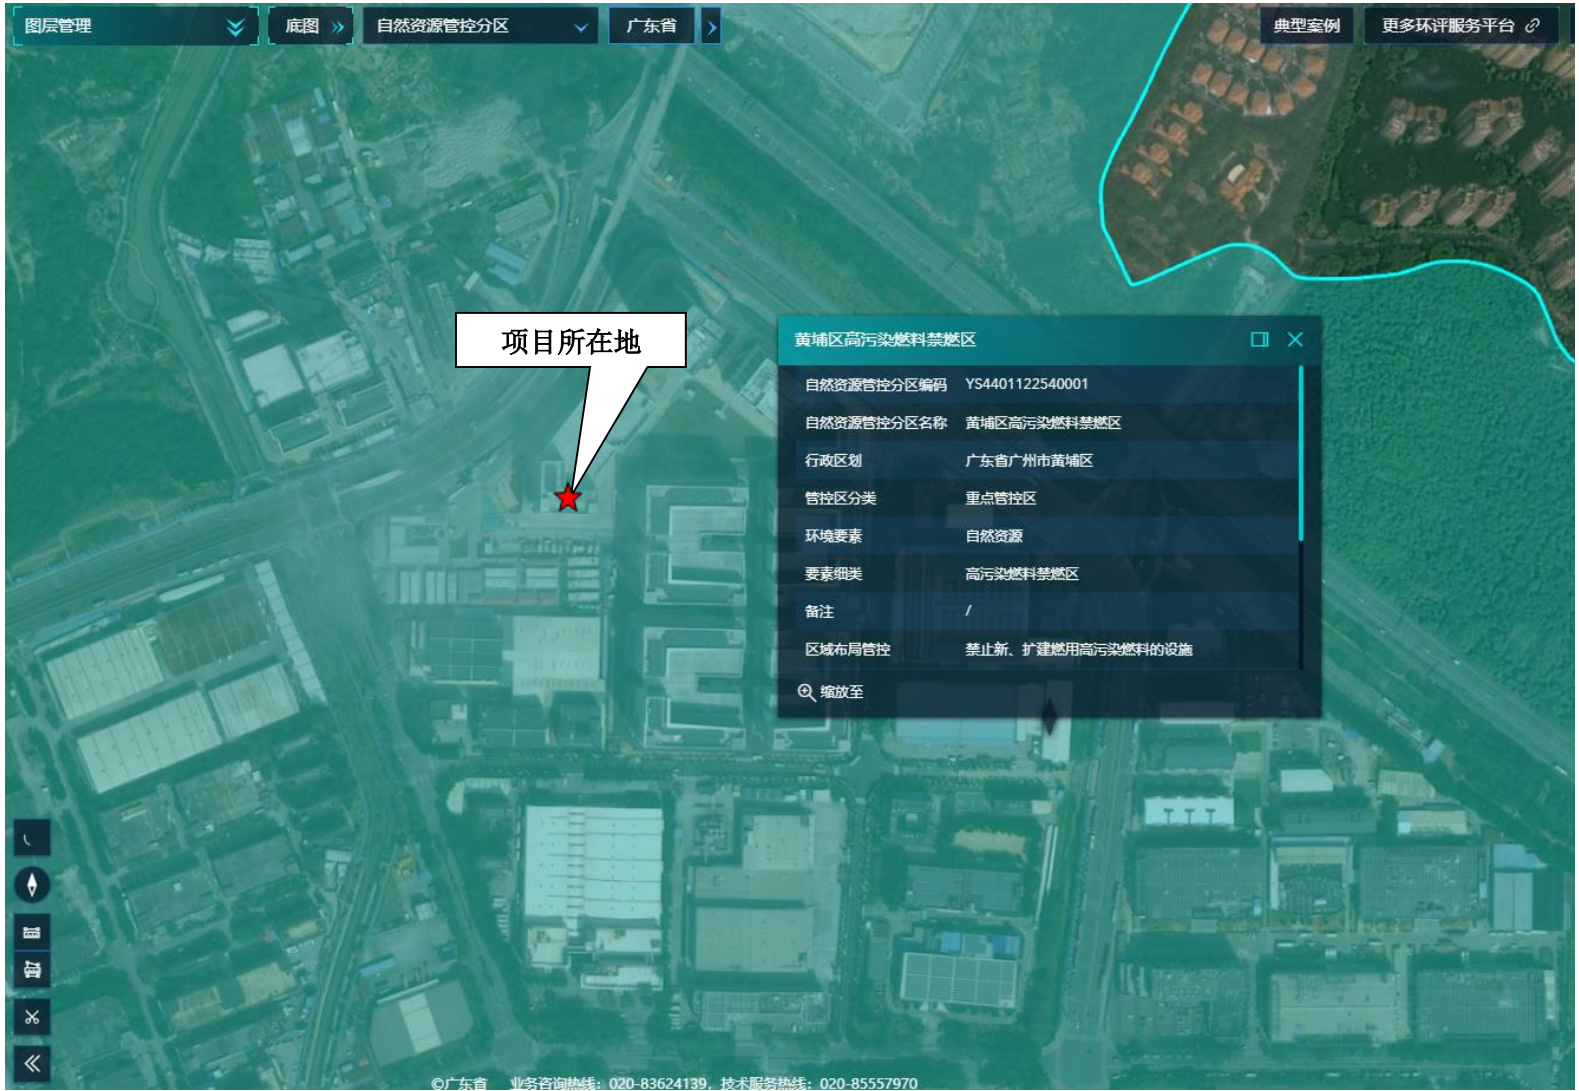 图层管理
底图
自然资源管控分区
广东省
典型案例
更多环评服务平台
项目所在地
黄埔区高污染燃料禁燃区
自然资源管控分区编码 YS4401122540001
自然资源管控分区名称 黄埔区高污染燃料禁燃区
行政区划 广东省广州市黄埔区
管控区分类 重点管控区
环境要素 自然资源
要素细类 高污染燃料禁燃区
备注 /
区域布局管控 禁止新、扩建燃用高污染燃料的设施
缩放至
©广东省 业务咨询热线：020-83624139，技术服务热线：020-85557970